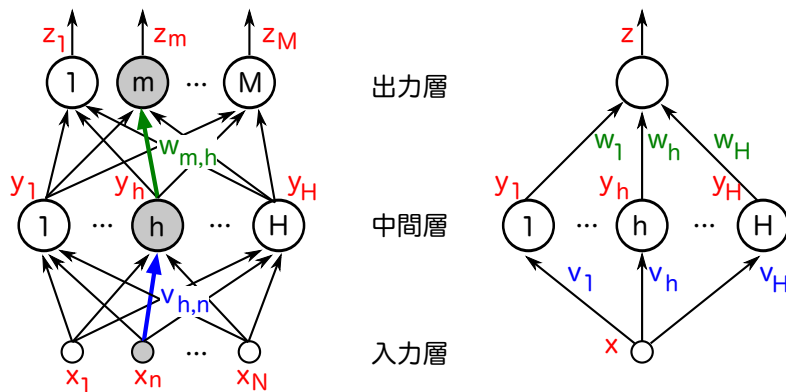 z1 zm zM z
1 m ... M 出力層
wm,h w1 wh wH
y1 yh yH y1 yh yH
1 ... h ... H 中間層 1 ... h ... H
vh,n v1 vh vH
... 入力層 x
x1 xn xN